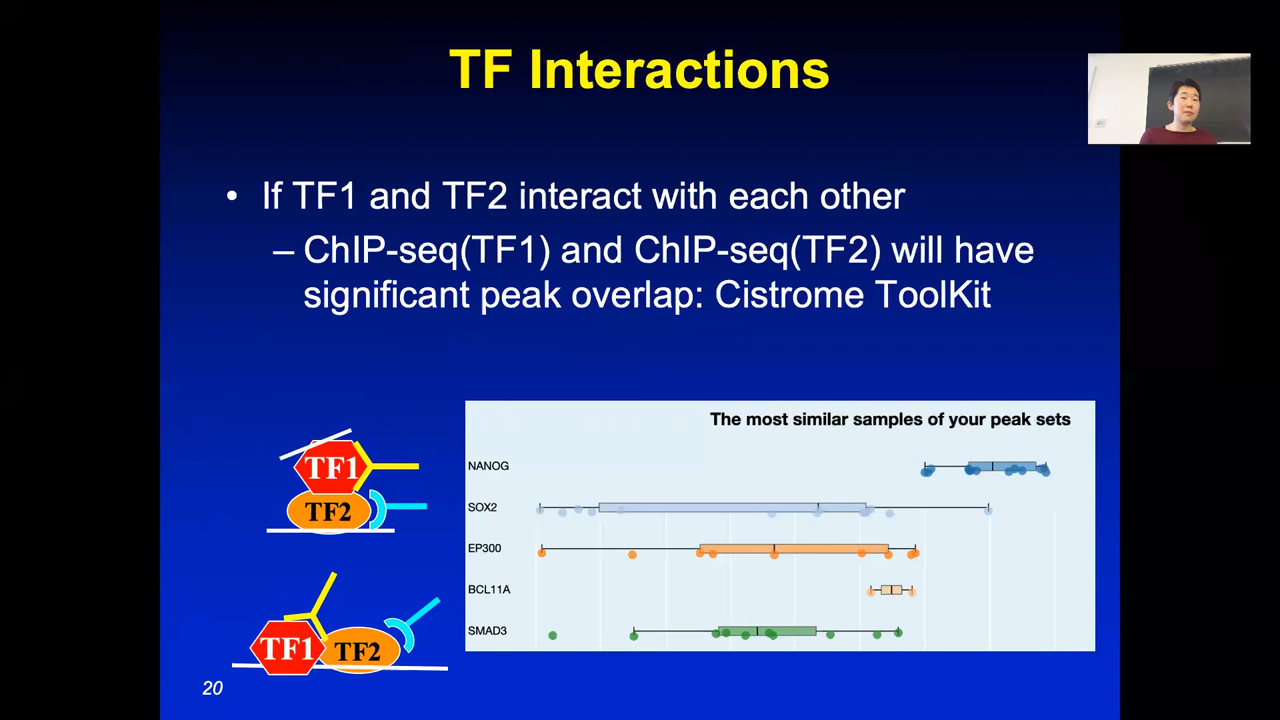 TF Interactions
• If TF1 and TF2 interact with each other
– ChIP-seq(TF1) and ChIP-seq(TF2) will have
significant peak overlap: Cistrome ToolKit
The most similar samples of your peak sets
NANOG
SOX2
EP300
BCL11A
SMAD3
TF1
TF2
TF1
TF2
20